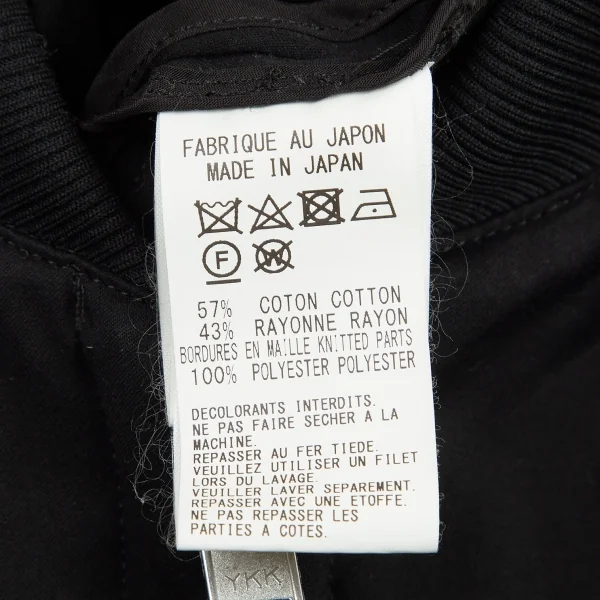 FABRIQUE AU JAPON
MADE IN JAPAN
F W
57% COTON COTTON
43% RAYONNE RAYON
BORDURES EN MAILLE KNITTED PARTS
100% POLYESTER POLYESTER
DECOLORANTS INTERDITS.
NE PAS FAIRE SECHER A LA
MACHINE.
REPASSER AU FER TIEDE.
VEUILLEZ UTILISER UN FILET
LORS DU LAVAGE.
VEUILLER LAVER SEPAREMENT.
REPASSER AVEC UNE ETOFFE.
NE PAS REPASSER LES
PARTIES A COTES.
YKK